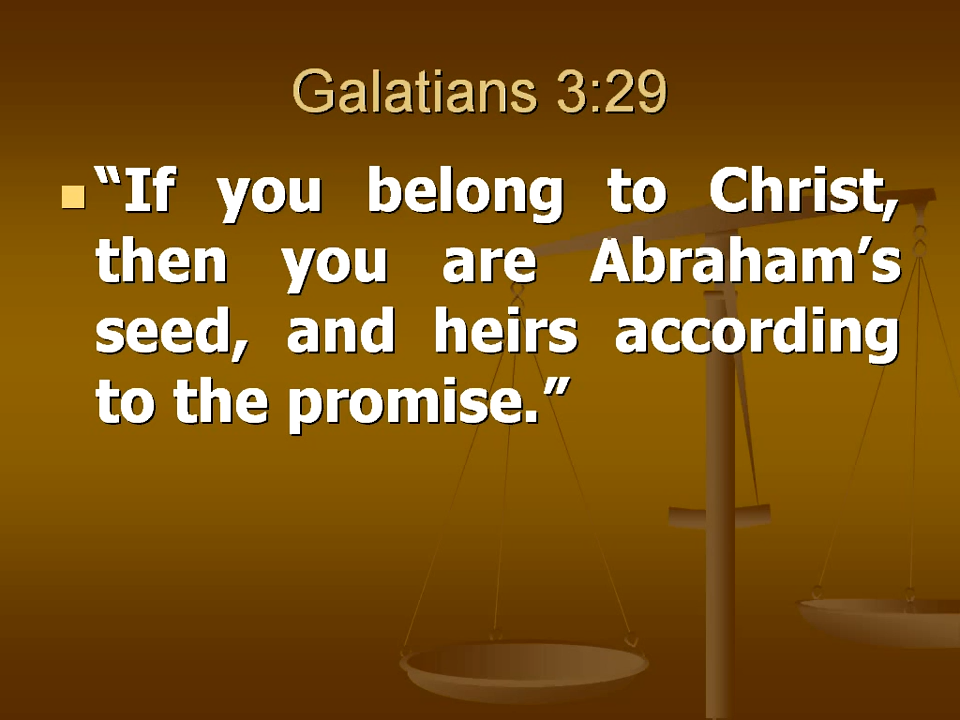 Galatians 3:29
“If you belong to Christ,
then you are Abraham’s
seed, and heirs according
to the promise.”